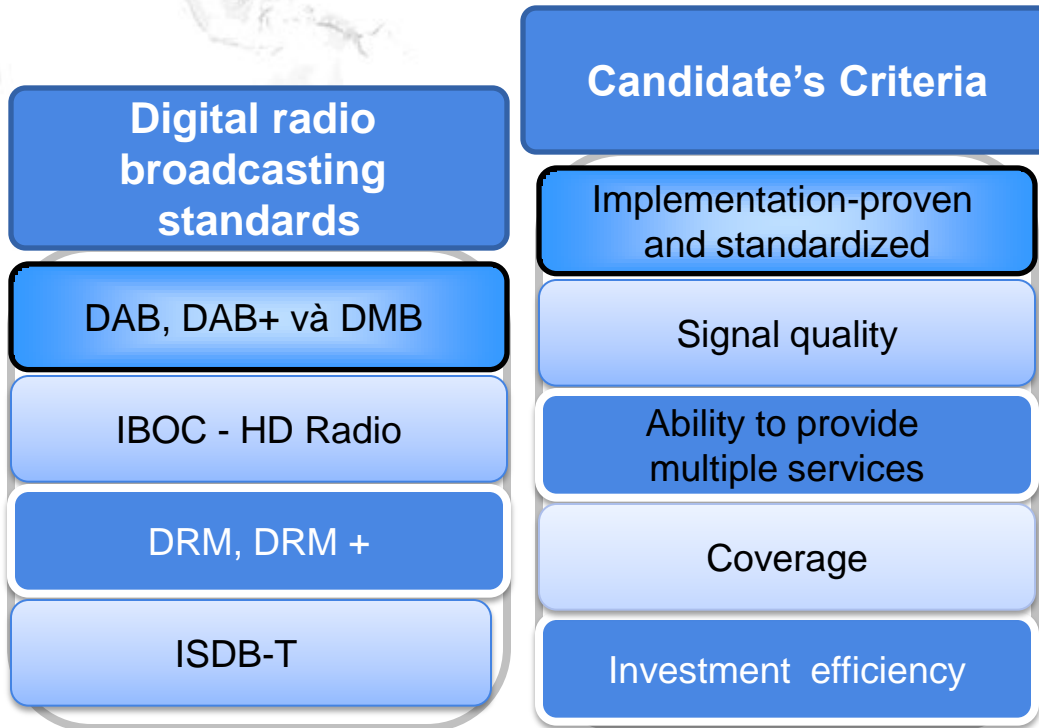 Digital radio
broadcasting
standards
DAB, DAB+ và DMB
IBOC - HD Radio
DRM, DRM +
ISDB-T
Candidate's Criteria
Implementation-proven
and standardized
Signal quality
Ability to provide
multiple services
Coverage
Investment efficiency